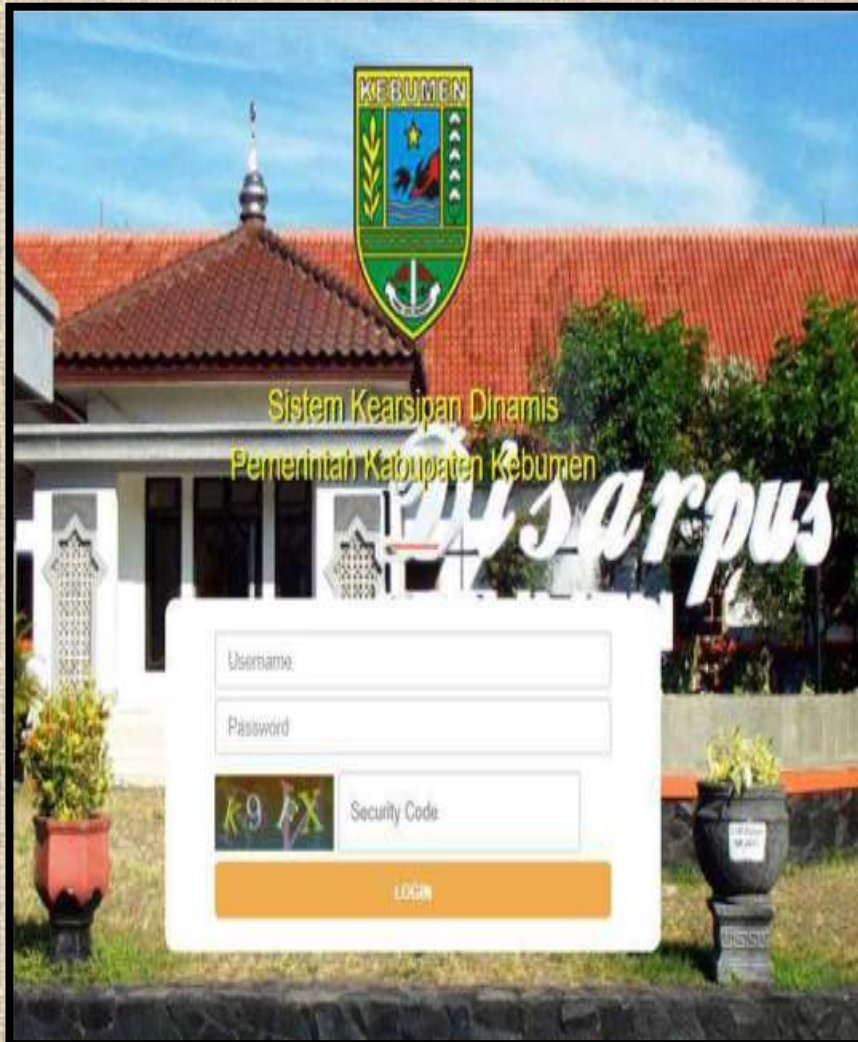 KEBUMEN
Sistem Kearsipan Dinamis
Pemerintah Kabupaten Kebumen
Disarpus
Username
Password
Security Code
LOGIN